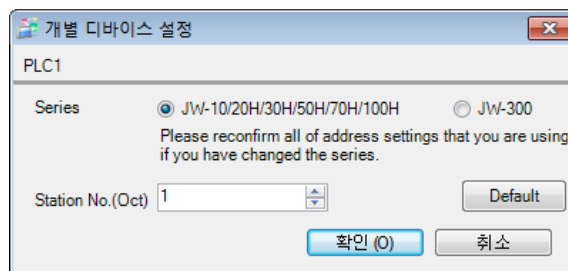 개별 디바이스 설정
PLC1
Series
JW-10/20H/30H/50H/70H/100H
JW-300
Please reconfirm all of address settings that you are using
if you have changed the series.
Station No.(Oct)
1
Default
확인 (O)
취소